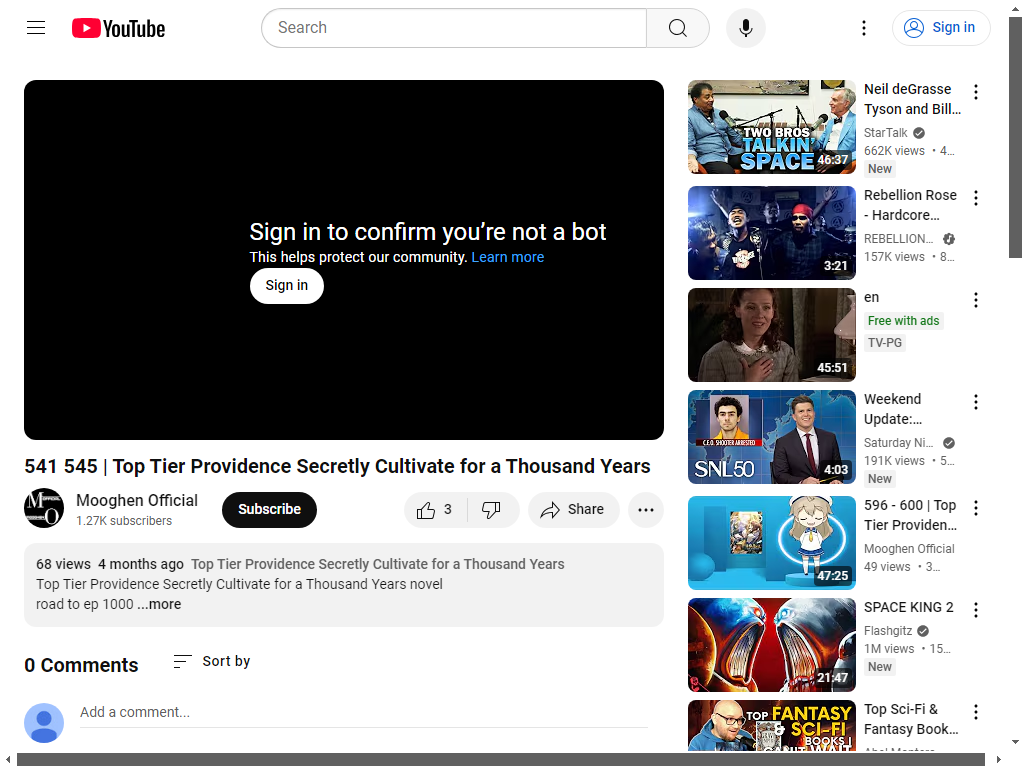 YouTube
Search
Sign in
Sign in to confirm you’re not a bot
This helps protect our community. Learn more
Sign in
541 545 | Top Tier Providence Secretly Cultivate for a Thousand Years
Mooghen Official
1.27K subscribers
Subscribe
3
Share
68 views 4 months ago Top Tier Providence Secretly Cultivate for a Thousand Years
Top Tier Providence Secretly Cultivate for a Thousand Years novel
road to ep 1000 ...more
0 Comments
Sort by
Add a comment...
TWO BROS
TALKIN'
SPACE
46:37
Neil deGrasse
Tyson and Bill...
StarTalk
662K views • 4...
New
3:21
Rebellion Rose
- Hardcore...
REBELLION...
157K views • 8...
45:51
en
Free with ads
TV-PG
C.E.O. SHOOTER ARRESTED
SNL50
4:03
Weekend
Update:...
Saturday Ni...
191K views • 5...
New
47:25
596 - 600 | Top
Tier Providen...
Mooghen Official
49 views • 3...
21:47
SPACE KING 2
Flashgitz
1M views • 15...
New
TOP FANTASY
& SCI-FI
BOOKS I
Top Sci-Fi &
Fantasy Book...